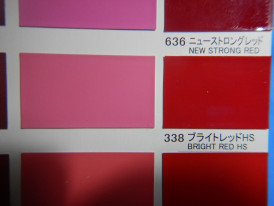 636 ニューストロングレッド
NEW STRONG RED
338 ブライトレッドHS
BRIGHT RED HS